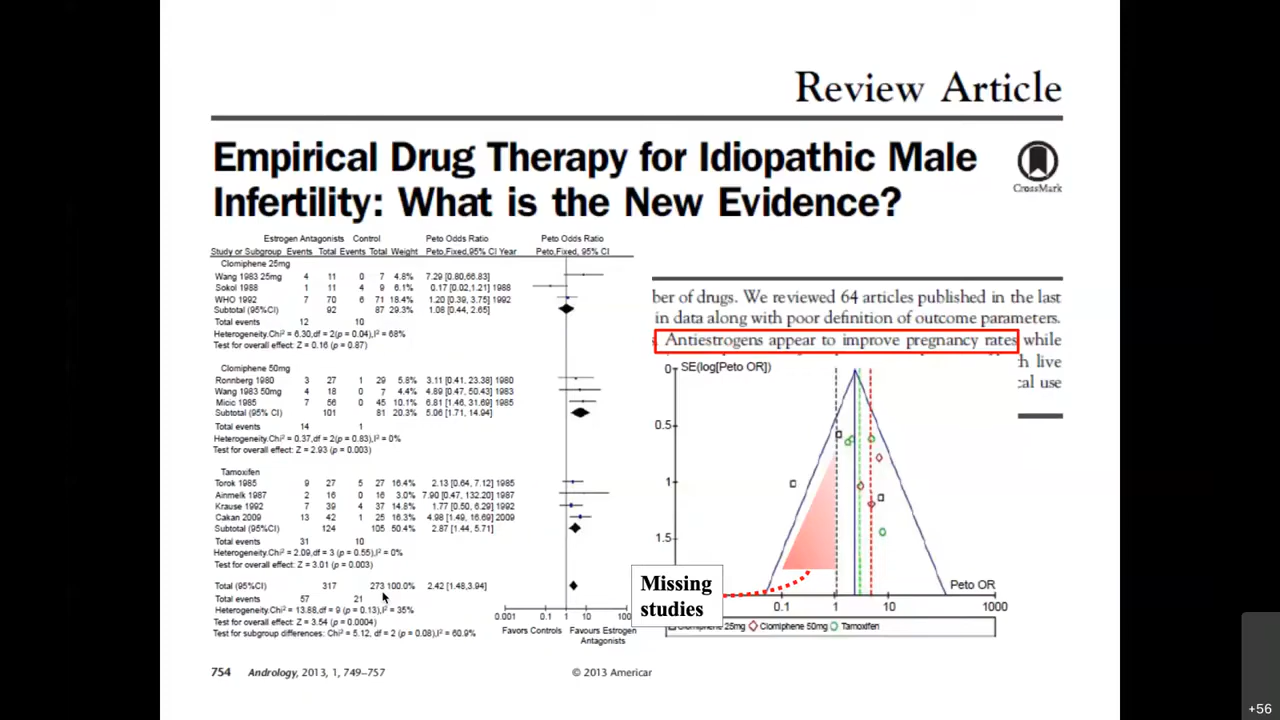 Review Article
Empirical Drug Therapy for Idiopathic Male
Infertility: What is the New Evidence?
CrossMark
Estrogen Antagonists Control Peto Odds Ratio Peto Odds Ratio
Study or Subgroup Events Total Events Total Weight Peto,Fixed,95% CI Year Peto,Fixed,95% CI
Clomiphene 25mg
Wang 1983 25mg 4 11 0 7 4.8% 7.29 [0.80,66.83]
Sokol 1988 1 11 4 9 6.1% 0.17 [0.02,1.21] 1988
WHO 1992 7 70 6 71 18.4% 1.20 [0.39, 3.75] 1992
Subtotal (95%CI) 92 87 29.3% 1.08 [0.44, 2.65]
Total events 12 10
Heterogeneity.Chi² = 6.30,df = 2(p = 0.04),I² = 68%
Test for overall effect: Z = 0.16 (p = 0.87)
Clomiphene 50mg
Ronnberg 1980 3 27 1 29 5.8% 3.11 [0.41, 23.38] 1980
Wang 1983 50mg 4 18 0 7 4.4% 4.89 [0.47, 50.43] 1983
Micic 1985 7 56 0 45 10.1% 6.81 [1.46, 31.69] 1985
Subtotal (95% CI) 101 81 20.3% 5.06 [1.71, 14.94]
Total events 14 1
Heterogeneity.Chi² = 0.37,df = 2(p = 0.83),I² = 0%
Test for overall effect: Z = 2.93 (p = 0.003)
Tamoxifen
Torok 1985 9 27 5 27 16.4% 2.13 [0.64, 7.12] 1985
Ainmelk 1987 2 16 0 16 3.0% 7.90 [0.47, 132.20] 1987
Krause 1992 7 39 4 37 14.8% 1.77 [0.50, 6.29] 1992
Cakan 2009 13 42 1 25 16.3% 4.98 [1.49, 16.69] 2009
Subtotal (95%CI) 124 105 50.4% 2.87 [1.44, 5.71]
Total events 31 10
Heterogeneity.Chi² = 2.09,df = 3 (p = 0.55),I² = 0%
Test for overall effect: Z = 3.01 (p = 0.003)
Total (95%CI) 317 273 100.0% 2.42 [1.48,3.94]
Total events 57 21
Heterogeneity.Chi² = 13.88,df = 9 (p = 0.13),I² = 35%
Test for overall effect: Z = 3.54 (p = 0.0004)
Test for subgroup differences: Chi² = 5.12, df = 2 (p = 0.08),I² = 60.9%
0.001 0.1 1 10 100
Favors Controls Favours Estrogen
Antagonists
ber of drugs. We reviewed 64 articles published in the last
in data along with poor definition of outcome parameters.
Antiestrogens appear to improve pregnancy rates while
live
use
SE(log[Peto OR])
0
0.5
1
1.5
Peto OR
0.1 1 10 1000
Missing
studies
Clomiphene 25mg Clomiphene 50mg Tamoxifen
754 Andrology, 2013, 1, 749–757 © 2013 Americar
+56